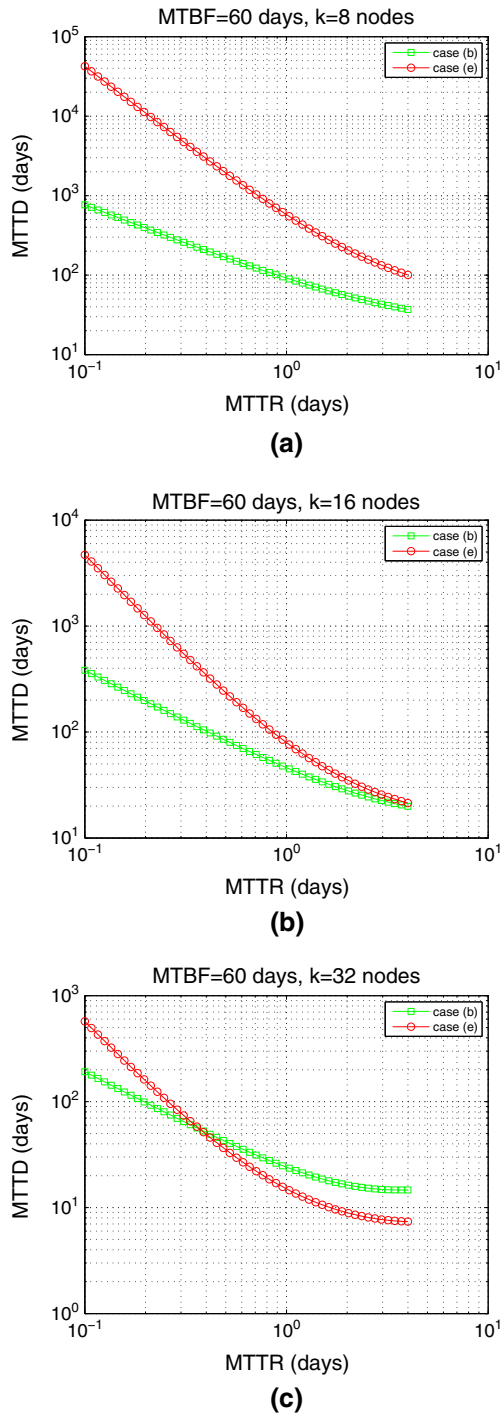 MTBF=60 days, k=8 nodes
10^5
10^4
10^3
10^2
10^1
MTTD (days)
case (b)
case (e)
10^-1
10^0
10^1
MTTR (days)
(a)
MTBF=60 days, k=16 nodes
10^4
10^3
10^2
10^1
MTTD (days)
case (b)
case (e)
10^-1
10^0
10^1
MTTR (days)
(b)
MTBF=60 days, k=32 nodes
10^3
10^2
10^1
10^0
MTTD (days)
case (b)
case (e)
10^-1
10^0
10^1
MTTR (days)
(c)